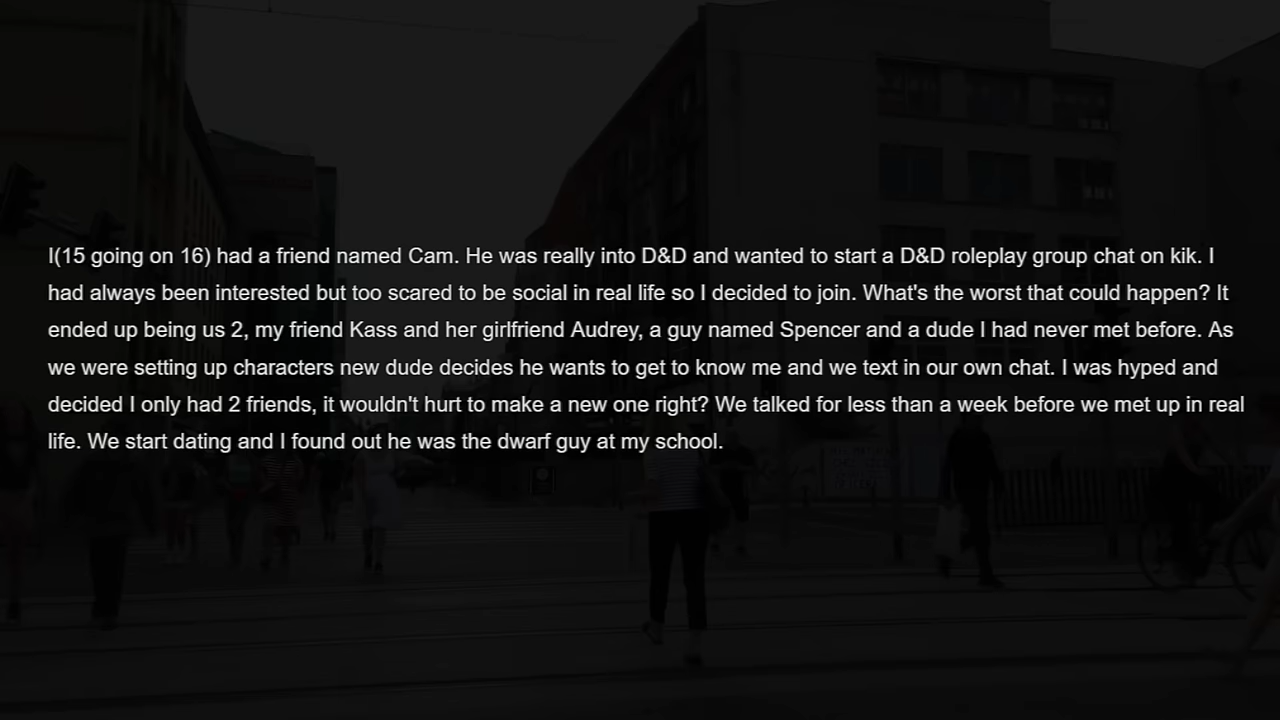 I(15 going on 16) had a friend named Cam. He was really into D&D and wanted to start a D&D roleplay group chat on kik. I
had always been interested but too scared to be social in real life so I decided to join. What's the worst that could happen? It
ended up being us 2, my friend Kass and her girlfriend Audrey, a guy named Spencer and a dude I had never met before. As
we were setting up characters new dude decides he wants to get to know me and we text in our own chat. I was hyped and
decided I only had 2 friends, it wouldn't hurt to make a new one right? We talked for less than a week before we met up in real
life. We start dating and I found out he was the dwarf guy at my school.